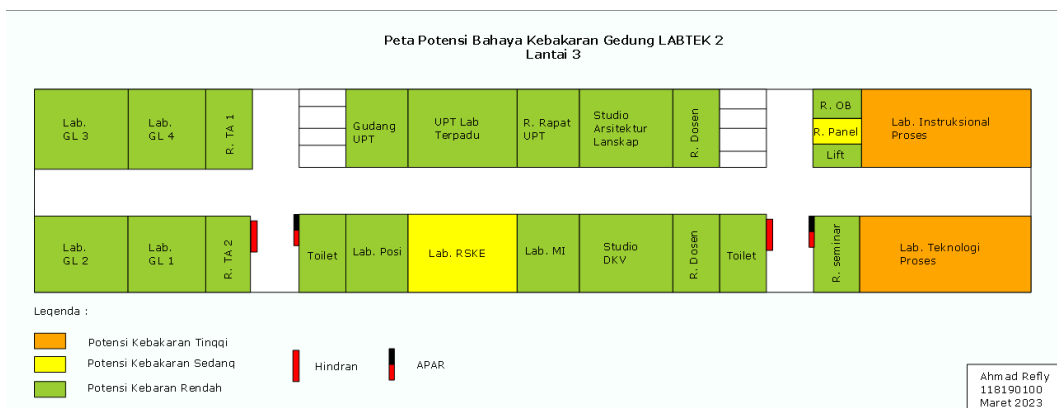 Peta Potensi Bahaya Kebakaran Gedung LABTEK 2
Lantai 3
Lab.
GL 3
Lab.
GL 4
R. TA 1
Gudang
UPT
UPT Lab
Terpadu
R. Rapat
UPT
Studio
Arsitektur
Lanskap
R. Dosen
R. OB
R. Panel
Lift
Lab. Instruksional
Proses
Lab.
GL 2
Lab.
GL 1
R. TA 2
Toilet
Lab. Posi
Lab. RSKE
Lab. MI
Studio
DKV
R. Dosen
Toilet
R. seminar
Lab. Teknologi
Proses
Legenda :
Potensi Kebakaran Tinggi
Potensi Kebakaran Sedang
Potensi Kebaran Rendah
Hindran
APAR
Ahmad Refly
118190100
Maret 2023